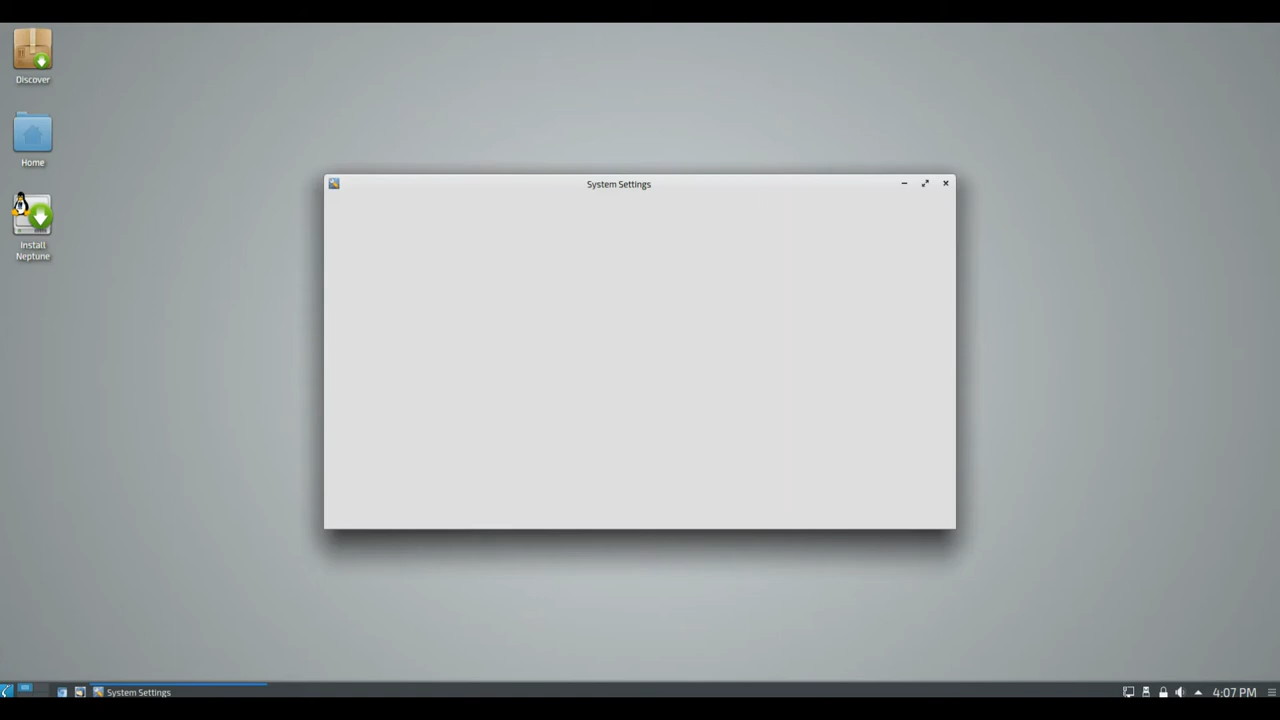 Discover
Home
Install
Neptune
System Settings
System Settings
4:07 PM